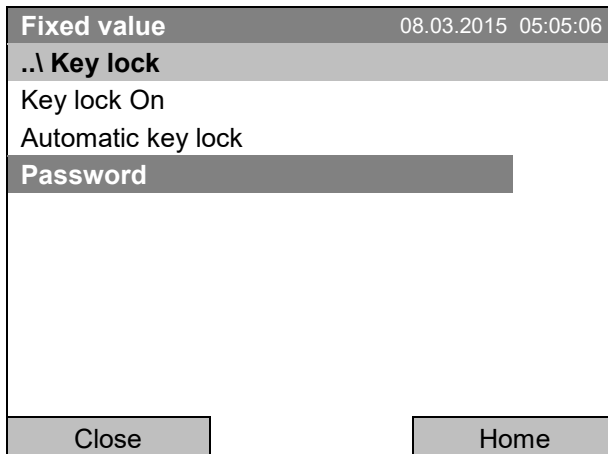 Fixed value 08.03.2015 05:05:06
..\ Key lock
Key lock On
Automatic key lock
Password
Close Home